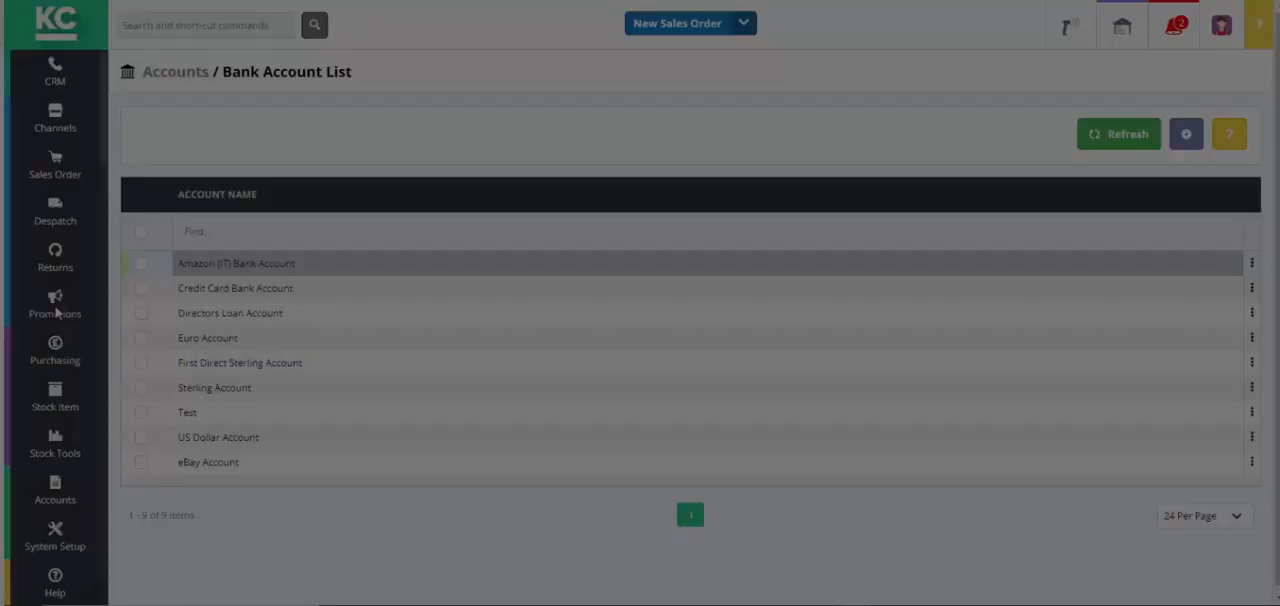 KC
Search and short-cut commands
New Sales Order
2
?
CRM
Channels
Sales Order
Despatch
Returns
Promotions
Purchasing
Stock Item
Stock Tools
Accounts
System Setup
Help
Accounts / Bank Account List
Refresh
?
ACCOUNT NAME
Find...
Amazon (IT) Bank Account
Credit Card Bank Account
Directors Loan Account
Euro Account
First Direct Sterling Account
Sterling Account
Test
US Dollar Account
eBay Account
1 - 9 of 9 items
1
24 Per Page